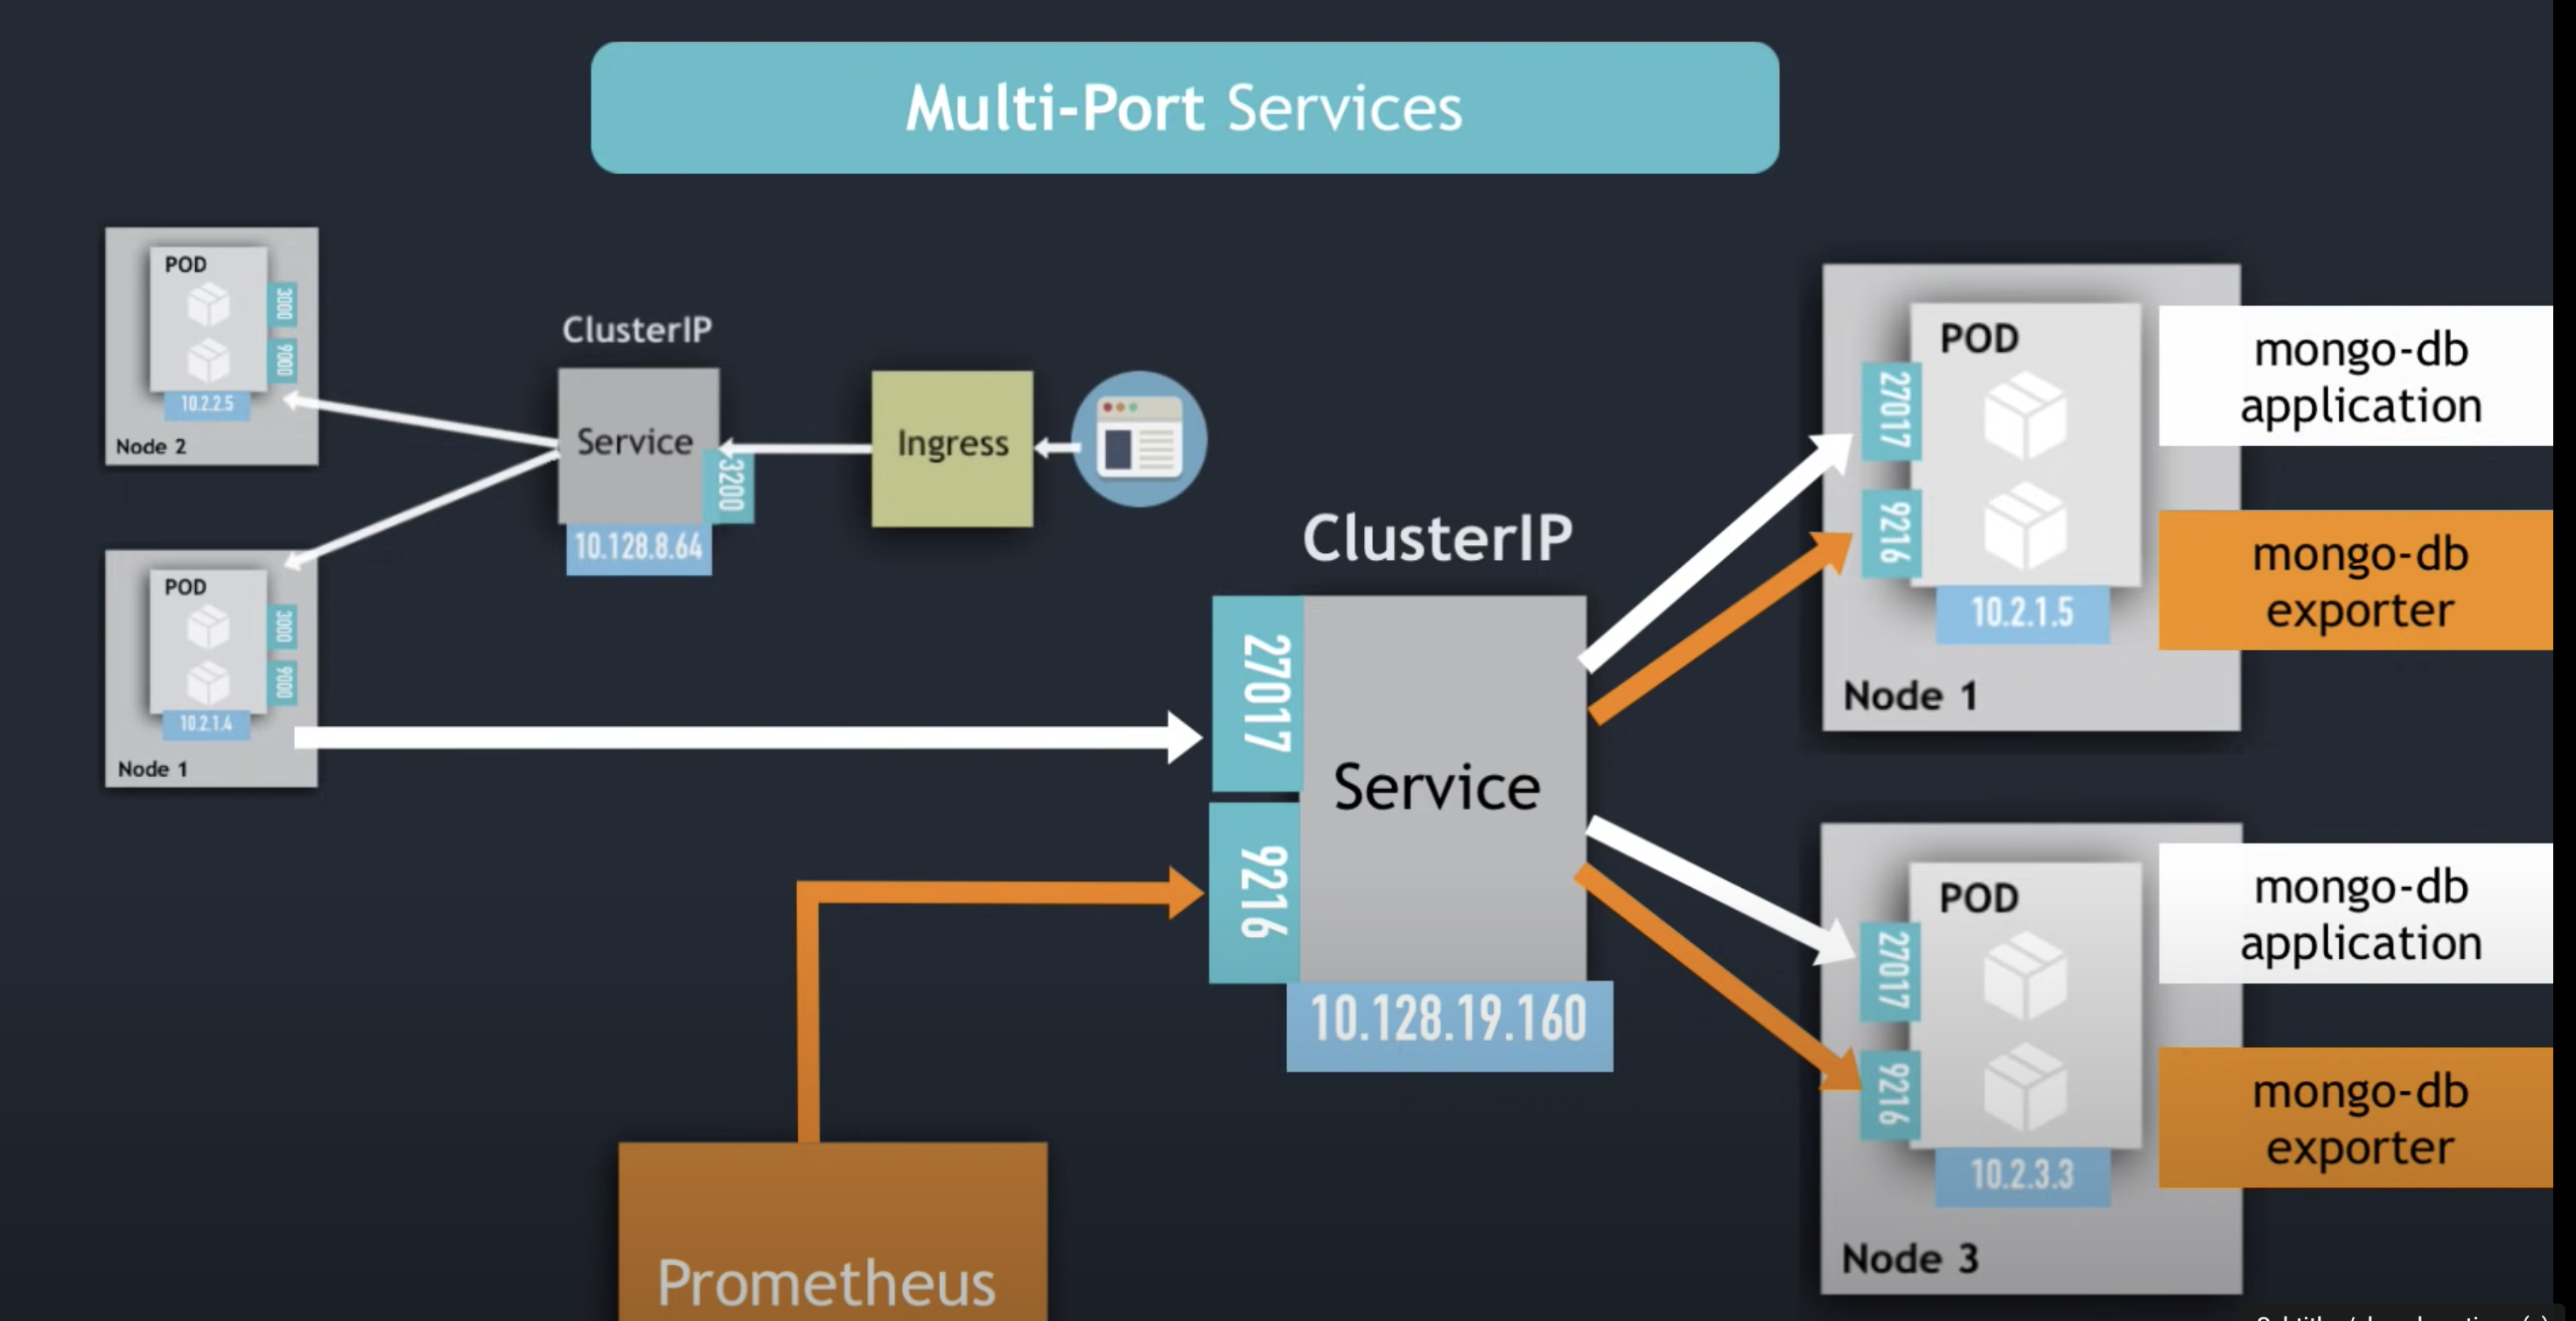 Multi-Port Services
POD
3000
9000
10.2.2.5
Node 2
ClusterIP
Service
3200
10.128.8.64
Ingress
POD
3000
9000
10.2.1.4
Node 1
ClusterIP
27017
9216
Service
10.128.19.160
Prometheus
POD
27017
9216
10.2.1.5
Node 1
mongo-db
application
mongo-db
exporter
POD
27017
9216
10.2.3.3
Node 3
mongo-db
application
mongo-db
exporter